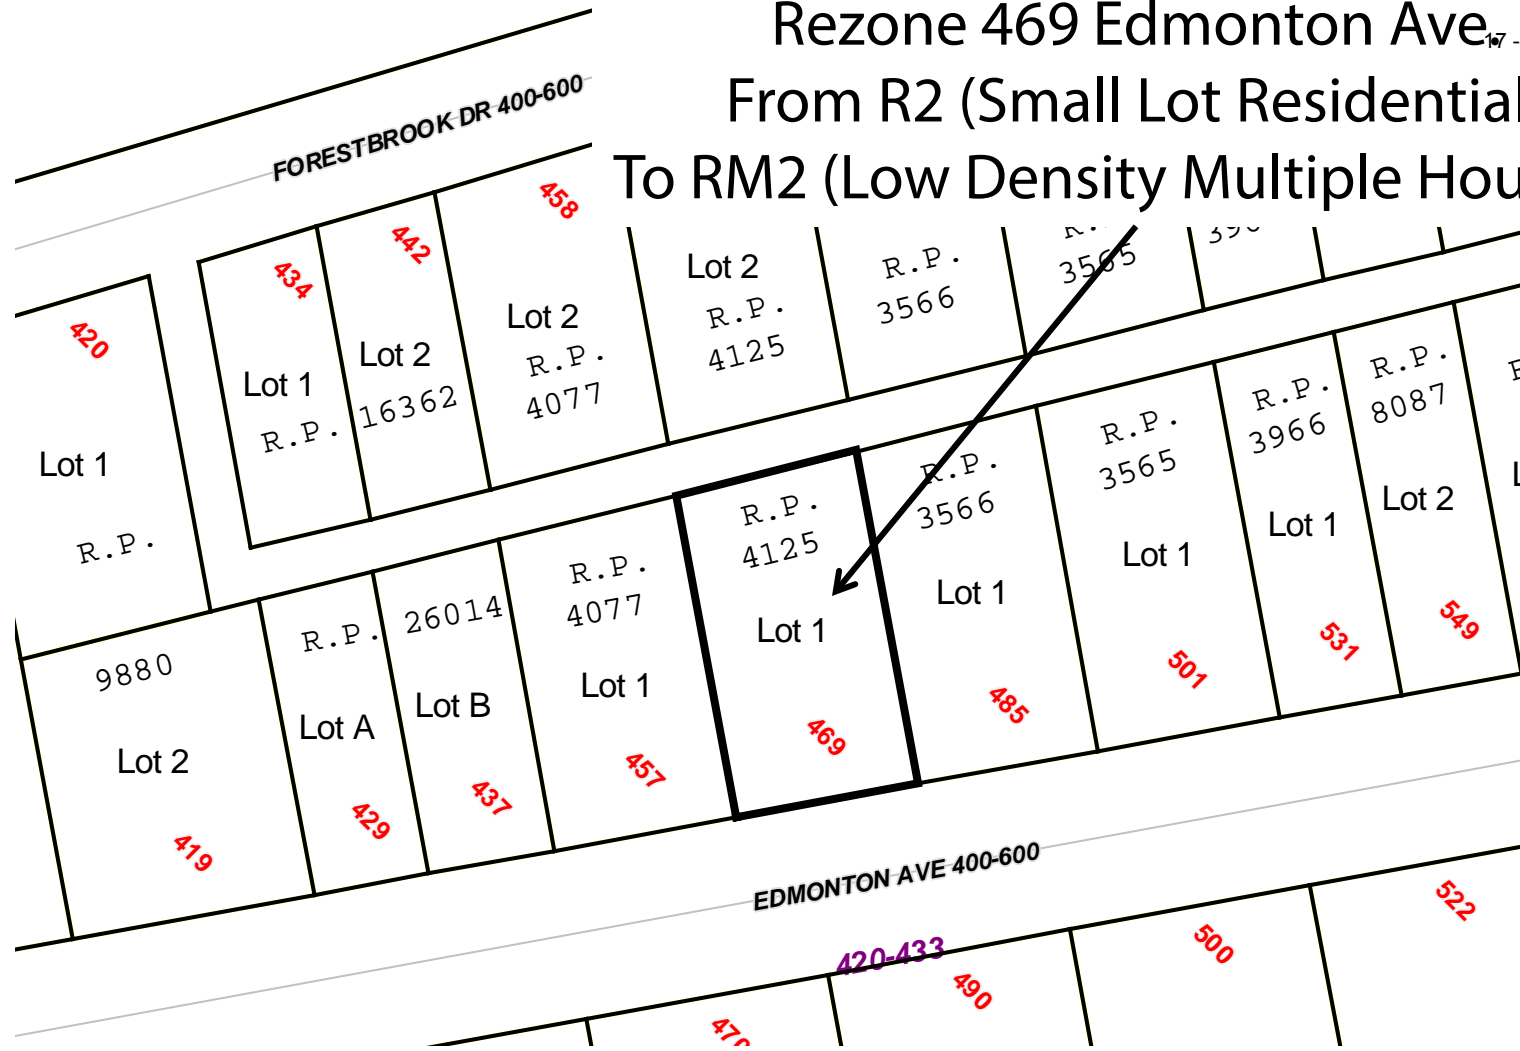 Rezone 469 Edmonton Ave.
17 -
From R2 (Small Lot Residential
To RM2 (Low Density Multiple Hou
FORESTBROOK DR 400-600
420
Lot 1
R.P.
434
Lot 1
R.P.
442
Lot 2
16362
458
Lot 2
R.P.
4077
Lot 2
R.P.
4125
R.P.
3566
R.
3565
396
9880
Lot 2
419
R.P.
Lot A
429
26014
Lot B
437
R.P.
4077
Lot 1
457
R.P.
4125
Lot 1
469
R.P.
3566
Lot 1
485
R.P.
3565
Lot 1
501
R.P.
3966
Lot 1
531
R.P.
8087
Lot 2
549
EDMONTON AVE 400-600
420-433
470
490
500
522